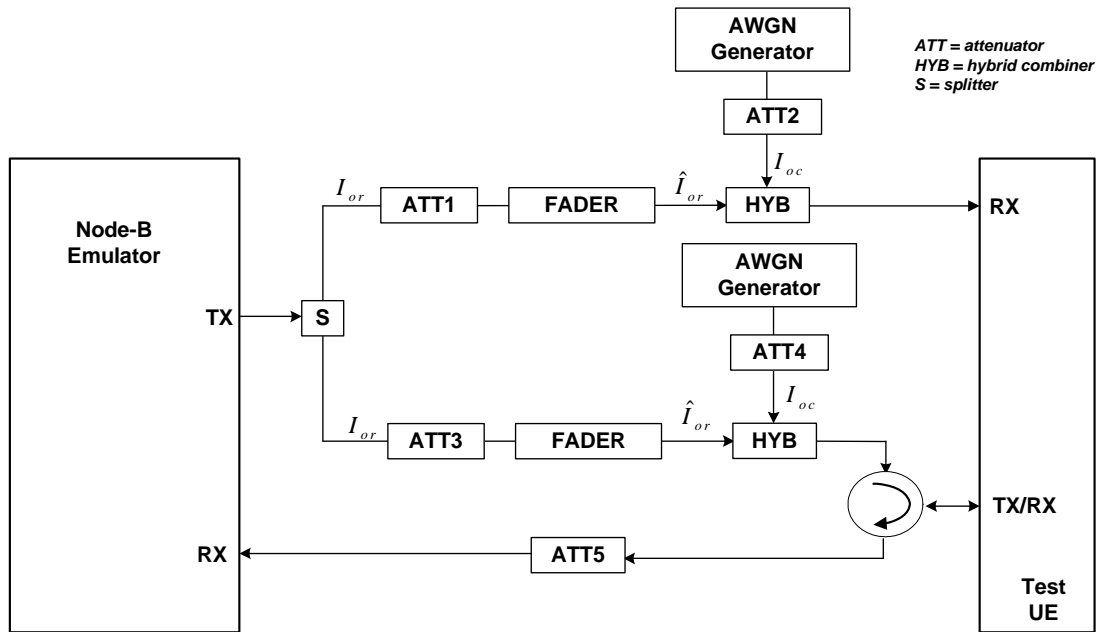 AWGN
Generator
ATT = attenuator
HYB = hybrid combiner
S = splitter
ATT2
I_oc
I_or
ATT1
FADER
Î_or
HYB
RX
Node-B
Emulator
AWGN
Generator
TX
S
ATT4
I_oc
I_or
ATT3
FADER
Î_or
HYB
TX/RX
RX
ATT5
Test
UE